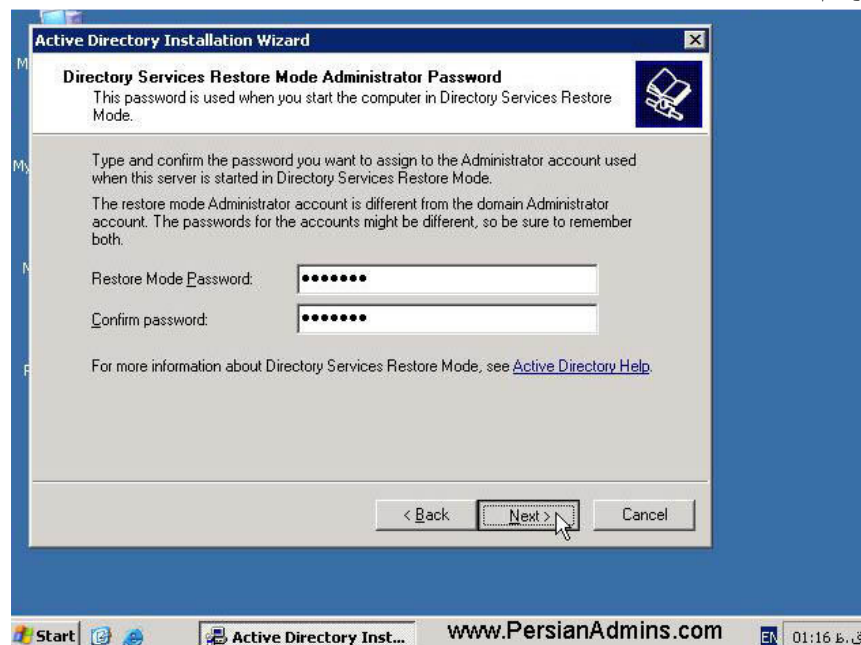 Active Directory Installation Wizard
Directory Services Restore Mode Administrator Password
This password is used when you start the computer in Directory Services Restore
Mode.
Type and confirm the password you want to assign to the Administrator account used
when this server is started in Directory Services Restore Mode.
The restore mode Administrator account is different from the domain Administrator
account. The passwords for the accounts might be different, so be sure to remember
both.
Restore Mode Password:
Confirm password:
For more information about Directory Services Restore Mode, see Active Directory Help.
< Back
Next >
Cancel
Start
Active Directory Inst...
www.PersianAdmins.com
EN
01:16 ق.ظ